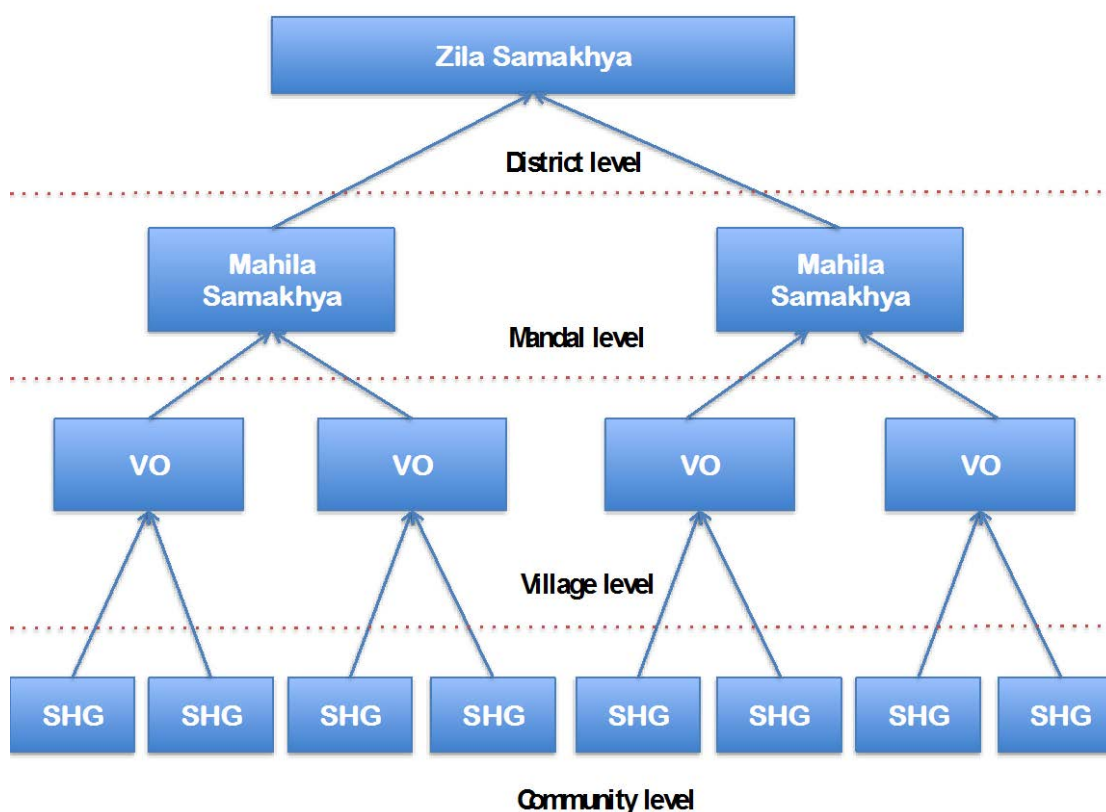 Zila Samakhya
District level
Mahila
Samakhya
Mahila
Samakhya
Mandal level
VO
VO
VO
VO
Village level
SHG
SHG
SHG
SHG
SHG
SHG
SHG
SHG
Community level